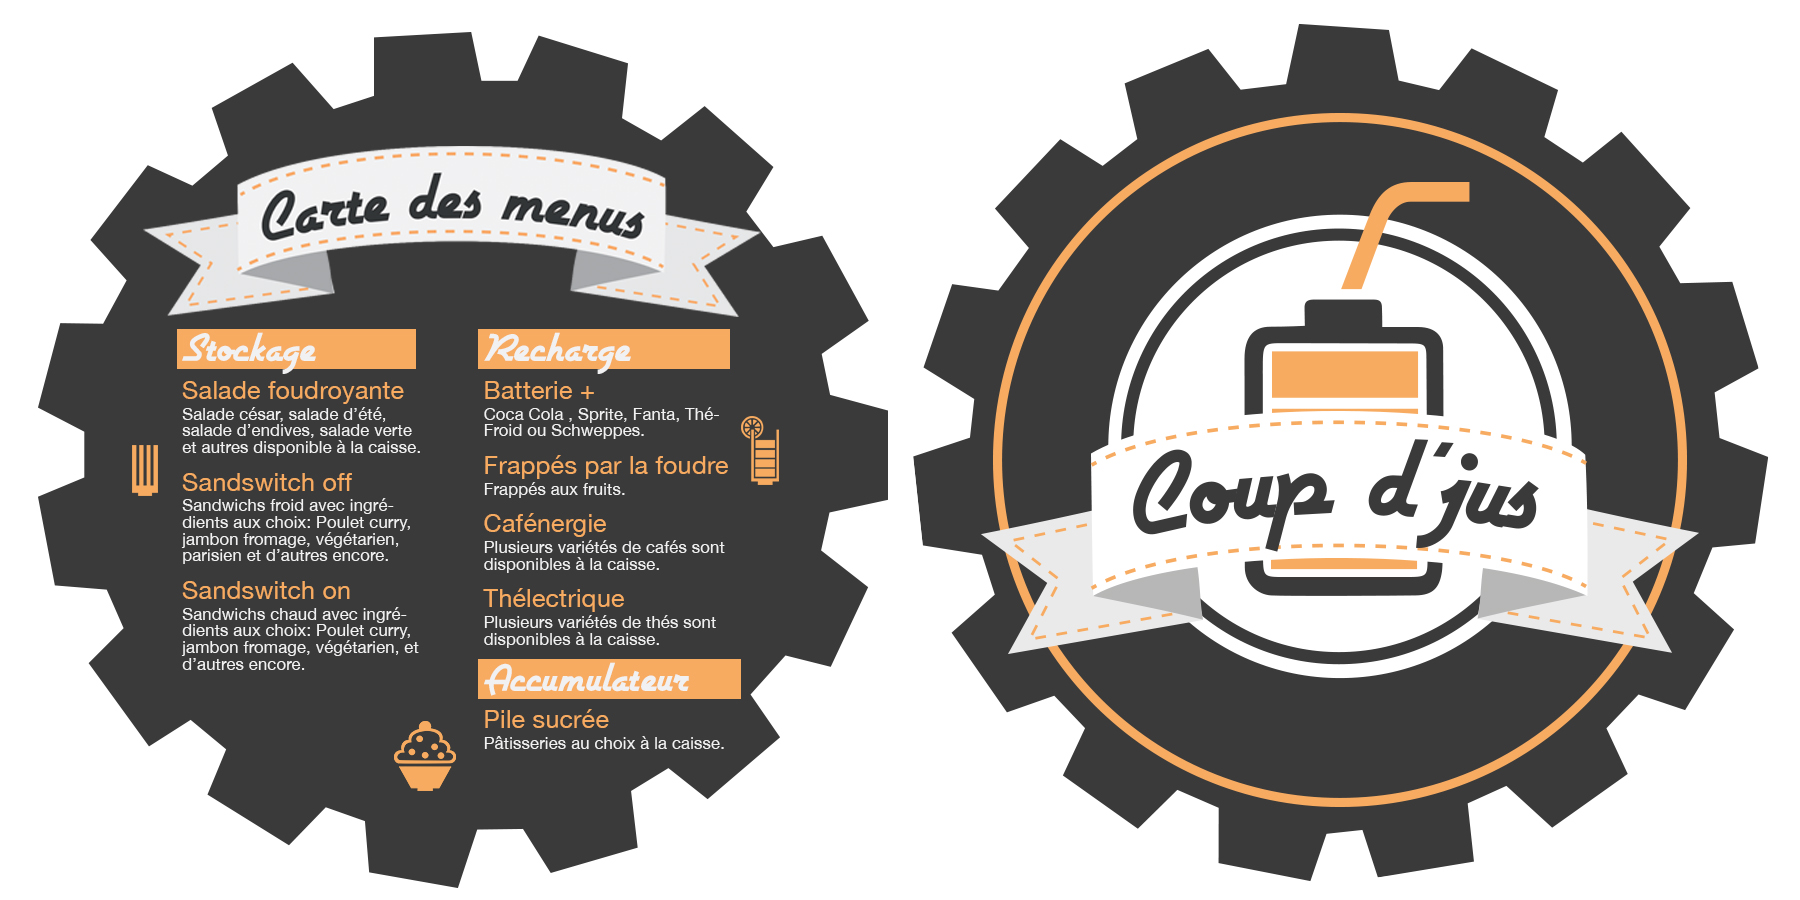 Carte des menus
Stockage
Salade foudroyante
Salade césar, salade d'été,
salade d'endives, salade verte
et autres disponible à la caisse.
Sandswitch off
Sandwichs froid avec ingré-
dients aux choix: Poulet curry,
jambon fromage, végétarien,
parisien et d'autres encore.
Sandswitch on
Sandwichs chaud avec ingré-
dients aux choix: Poulet curry,
jambon fromage, végétarien, et
d'autres encore.
Recharge
Batterie +
Coca Cola , Sprite, Fanta, Thé-
Froid ou Schweppes.
Frappés par la foudre
Frappés aux fruits.
Cafénergie
Plusieurs variétés de cafés sont
disponibles à la caisse.
Thélectrique
Plusieurs variétés de thés sont
disponibles à la caisse.
Accumulateur
Pile sucrée
Pâtisseries au choix à la caisse.
Coup d'jus